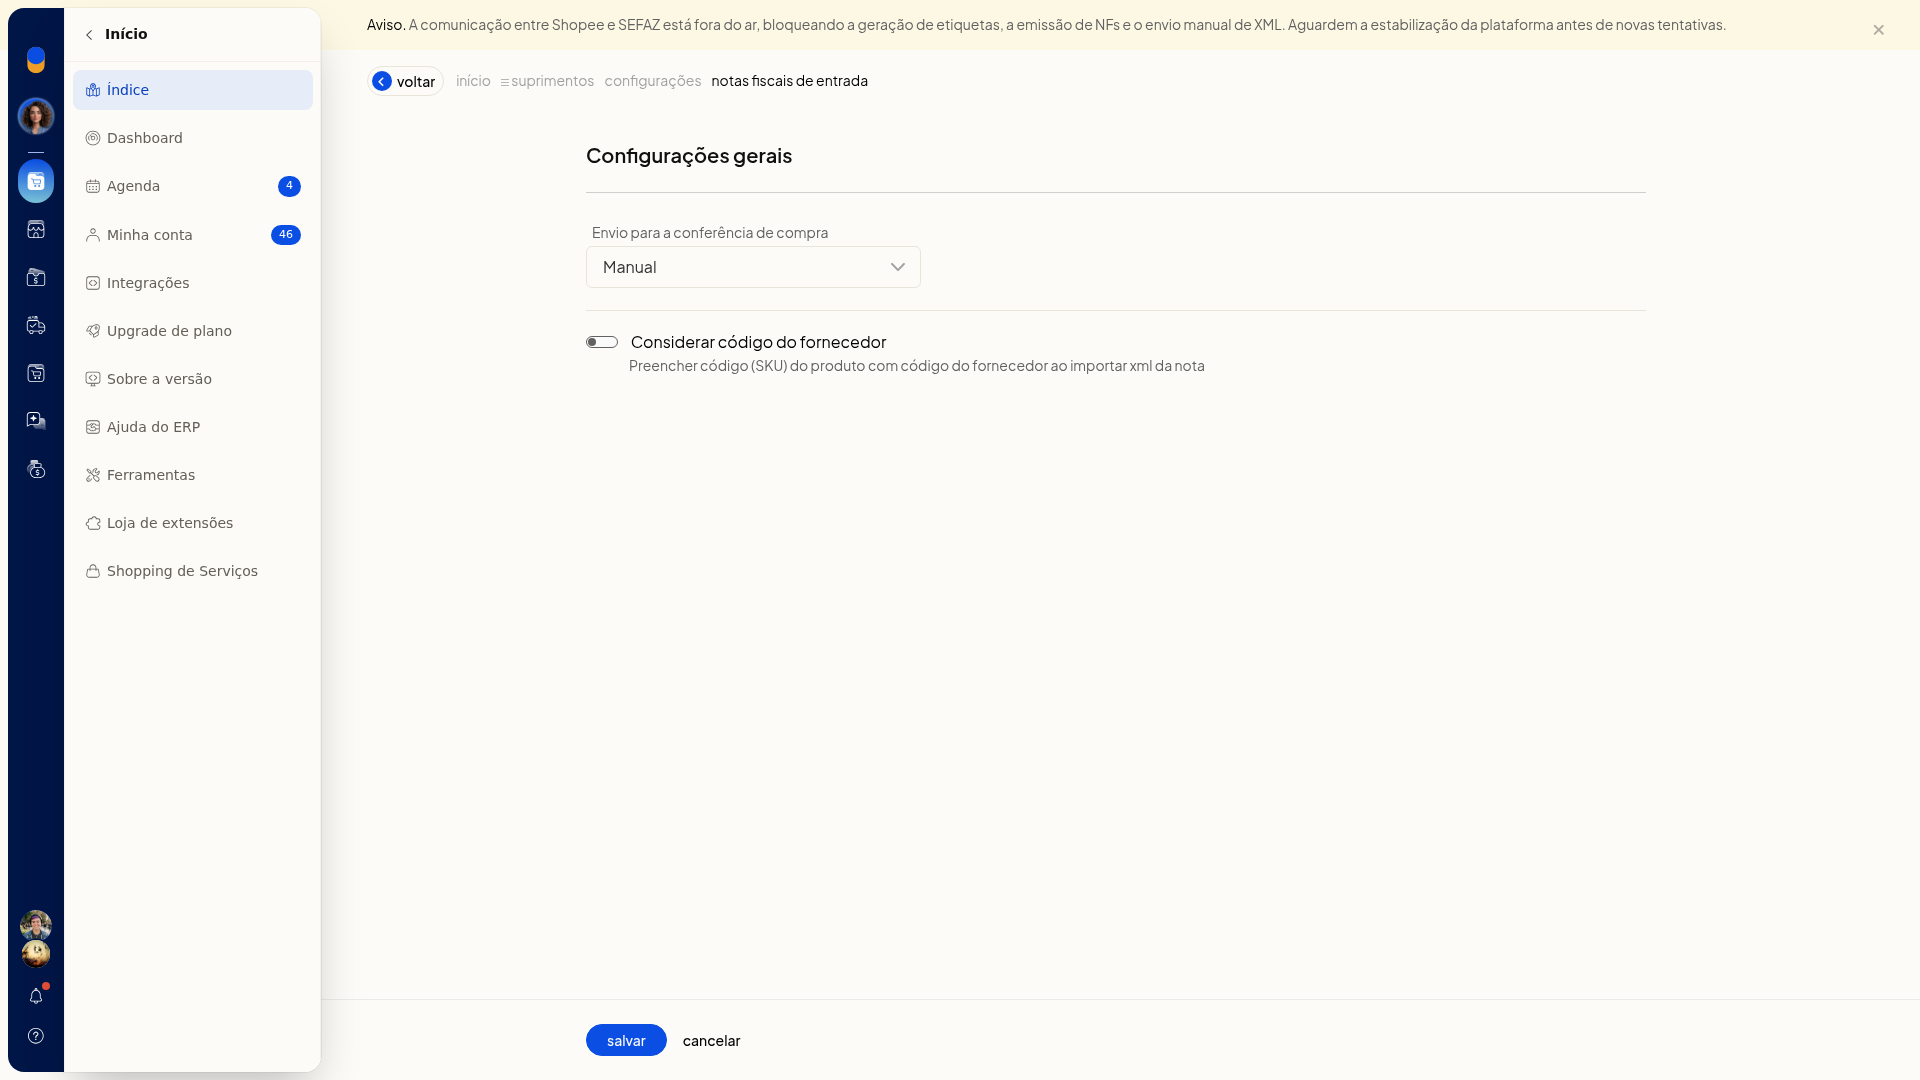 Início
Índice
Dashboard
Agenda
4
Minha conta
46
Integrações
Upgrade de plano
Sobre a versão
Ajuda do ERP
Ferramentas
Loja de extensões
Shopping de Serviços
Aviso. A comunicação entre Shopee e SEFAZ está fora do ar, bloqueando a geração de etiquetas, a emissão de NFs e o envio manual de XML. Aguardem a estabilização da plataforma antes de novas tentativas.
voltar início suprimentos configurações notas fiscais de entrada
Configurações gerais
Envio para a conferência de compra
Manual
Considerar código do fornecedor
Preencher código (SKU) do produto com código do fornecedor ao importar xml da nota
salvar cancelar